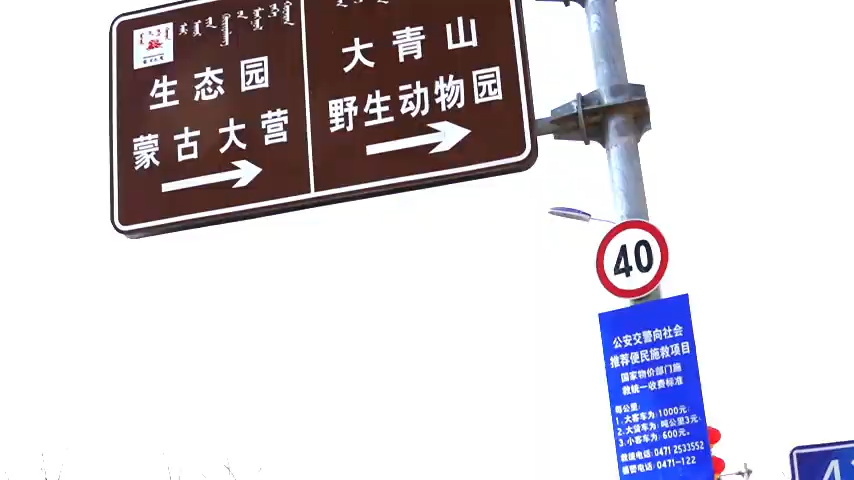 生态园
蒙古大营
大青山
野生动物园
40
公安交警向社会
推荐便民施救项目
国家物价部门施
救统一收费标准
每公里:
1.大客车为:1000元;
2.大货车为:吨公里3元;
3.小客车为:600元。
救援电话:0471 2533552
报警电话:0471-122